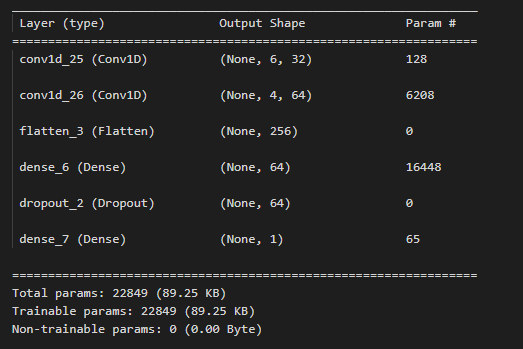 Layer (type) Output Shape Param #
=================================================================
conv1d_25 (Conv1D) (None, 6, 32) 128
conv1d_26 (Conv1D) (None, 4, 64) 6208
flatten_3 (Flatten) (None, 256) 0
dense_6 (Dense) (None, 64) 16448
dropout_2 (Dropout) (None, 64) 0
dense_7 (Dense) (None, 1) 65
=================================================================
Total params: 22849 (89.25 KB)
Trainable params: 22849 (89.25 KB)
Non-trainable params: 0 (0.00 Byte)